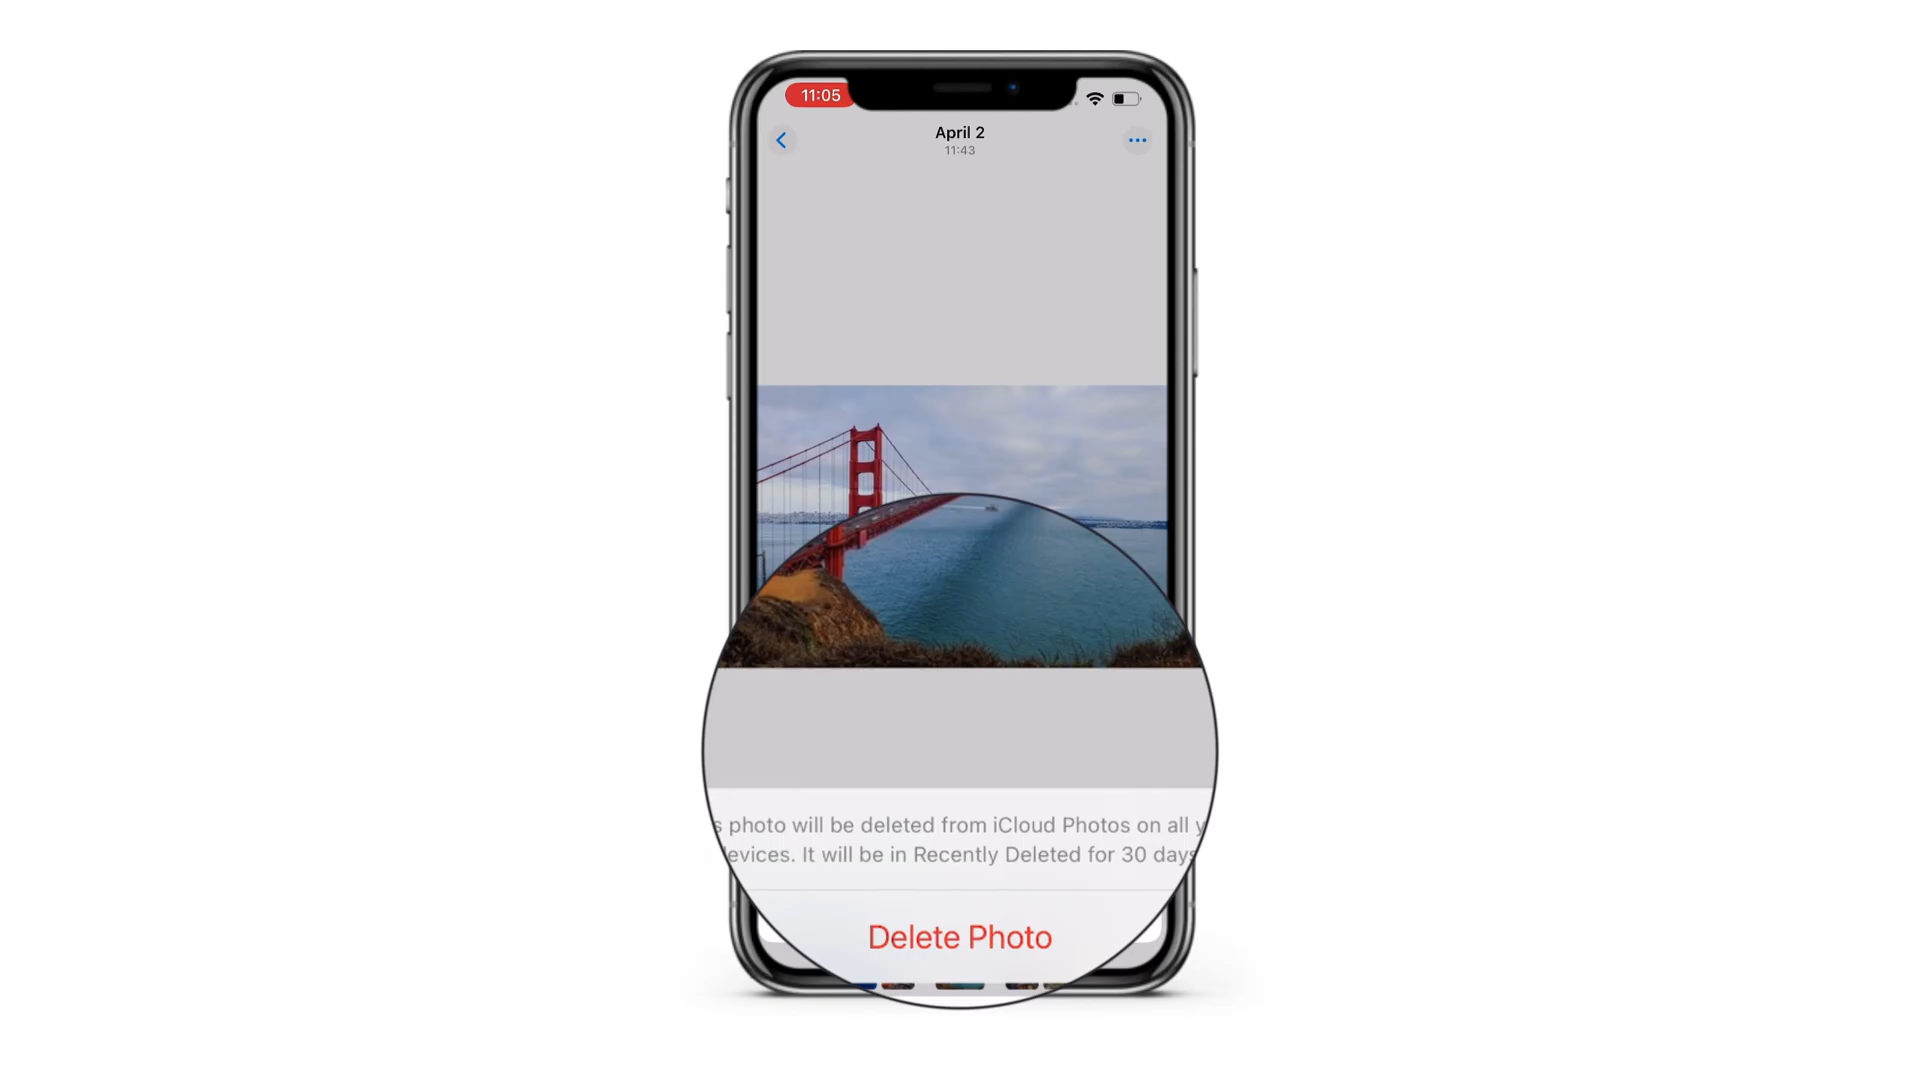 11:05
April 2
11:43
photo will be deleted from iCloud Photos on all
devices. It will be in Recently Deleted for 30 days
Delete Photo